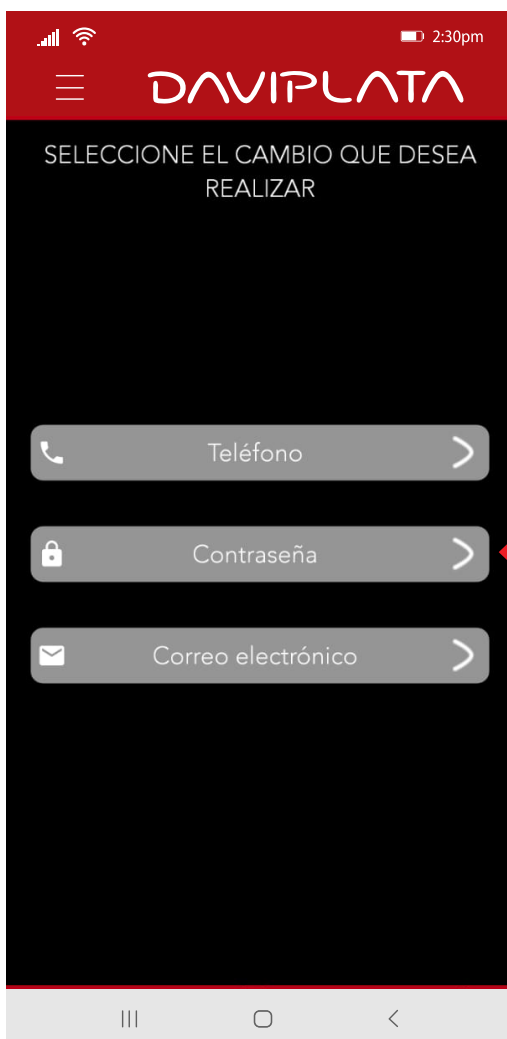 2:30pm
DAVIPLATA
SELECCIONE EL CAMBIO QUE DESEA
REALIZAR
Teléfono
Contraseña
Correo electrónico